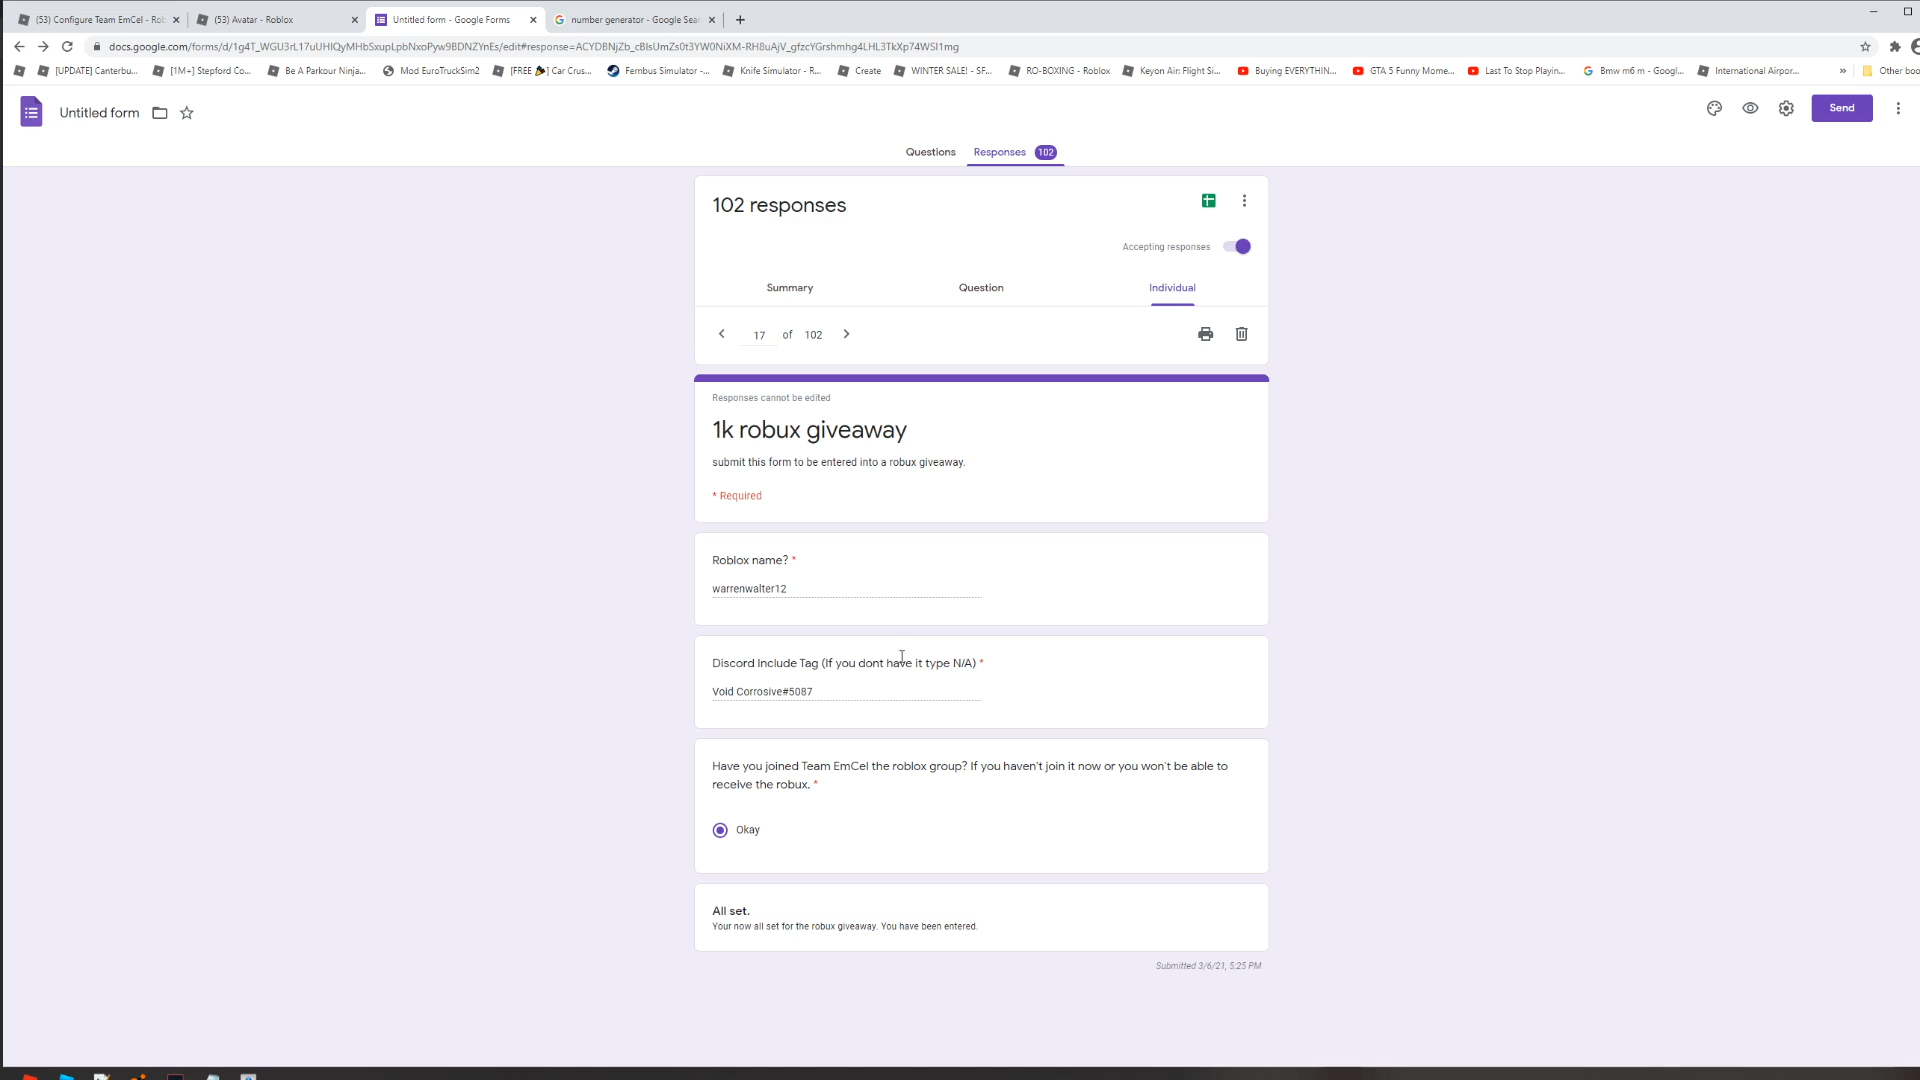 (53) Configure Team EmCel - Rob
(53) Avatar - Roblox
Untitled form - Google Forms
number generator - Google Sear
docs.google.com/forms/d/1g4T_WGU3rL17uUHIQyMHbSxupLpbNxoPyw9BDNZYnEs/edit#response=ACYDBNjZb_cBlsUmZs0t3YW0NiXM-RH8uAjV_gfzcYGrshmhg4LHL3TkXp74WSI1mg
[UPDATE] Canterbu...
[1M+] Stepford Co...
Be A Parkour Ninja...
Mod EuroTruckSim2
[FREE 🎉] Car Crus...
Fernbus Simulator -...
Knife Simulator - R...
Create
WINTER SALE! - SF...
RO-BOXING - Roblox
Keyon Air: Flight Si...
Buying EVERYTHIN...
GTA 5 Funny Mome...
Last To Stop Playin...
Bmw m6 m - Googl...
International Airpor...
»
Other boo
Untitled form
Send
Questions
Responses 102
102 responses
Accepting responses
Summary
Question
Individual
17 of 102
Responses cannot be edited
1k robux giveaway
submit this form to be entered into a robux giveaway.
* Required
Roblox name? *
warrenwalter12
Discord Include Tag (If you dont have it type N/A) *
Void Corrosive#5087
Have you joined Team EmCel the roblox group? If you haven't join it now or you won't be able to
receive the robux. *
Okay
All set.
Your now all set for the robux giveaway. You have been entered.
Submitted 3/6/21, 5:25 PM